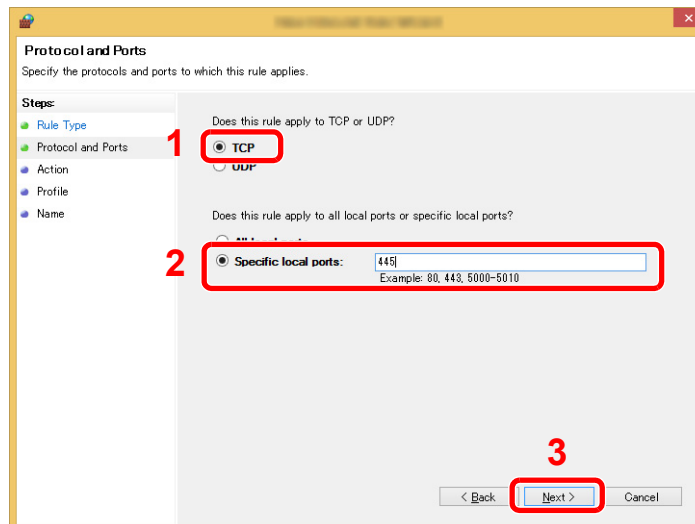 Protocol and Ports
Specify the protocols and ports to which this rule applies.
Steps:
Rule Type
Protocol and Ports
Action
Profile
Name
Does this rule apply to TCP or UDP?
1
TCP
UDP
Does this rule apply to all local ports or specific local ports?
2
Specific local ports: 445
Example: 80, 443, 5000-5010
3
< Back Next > Cancel